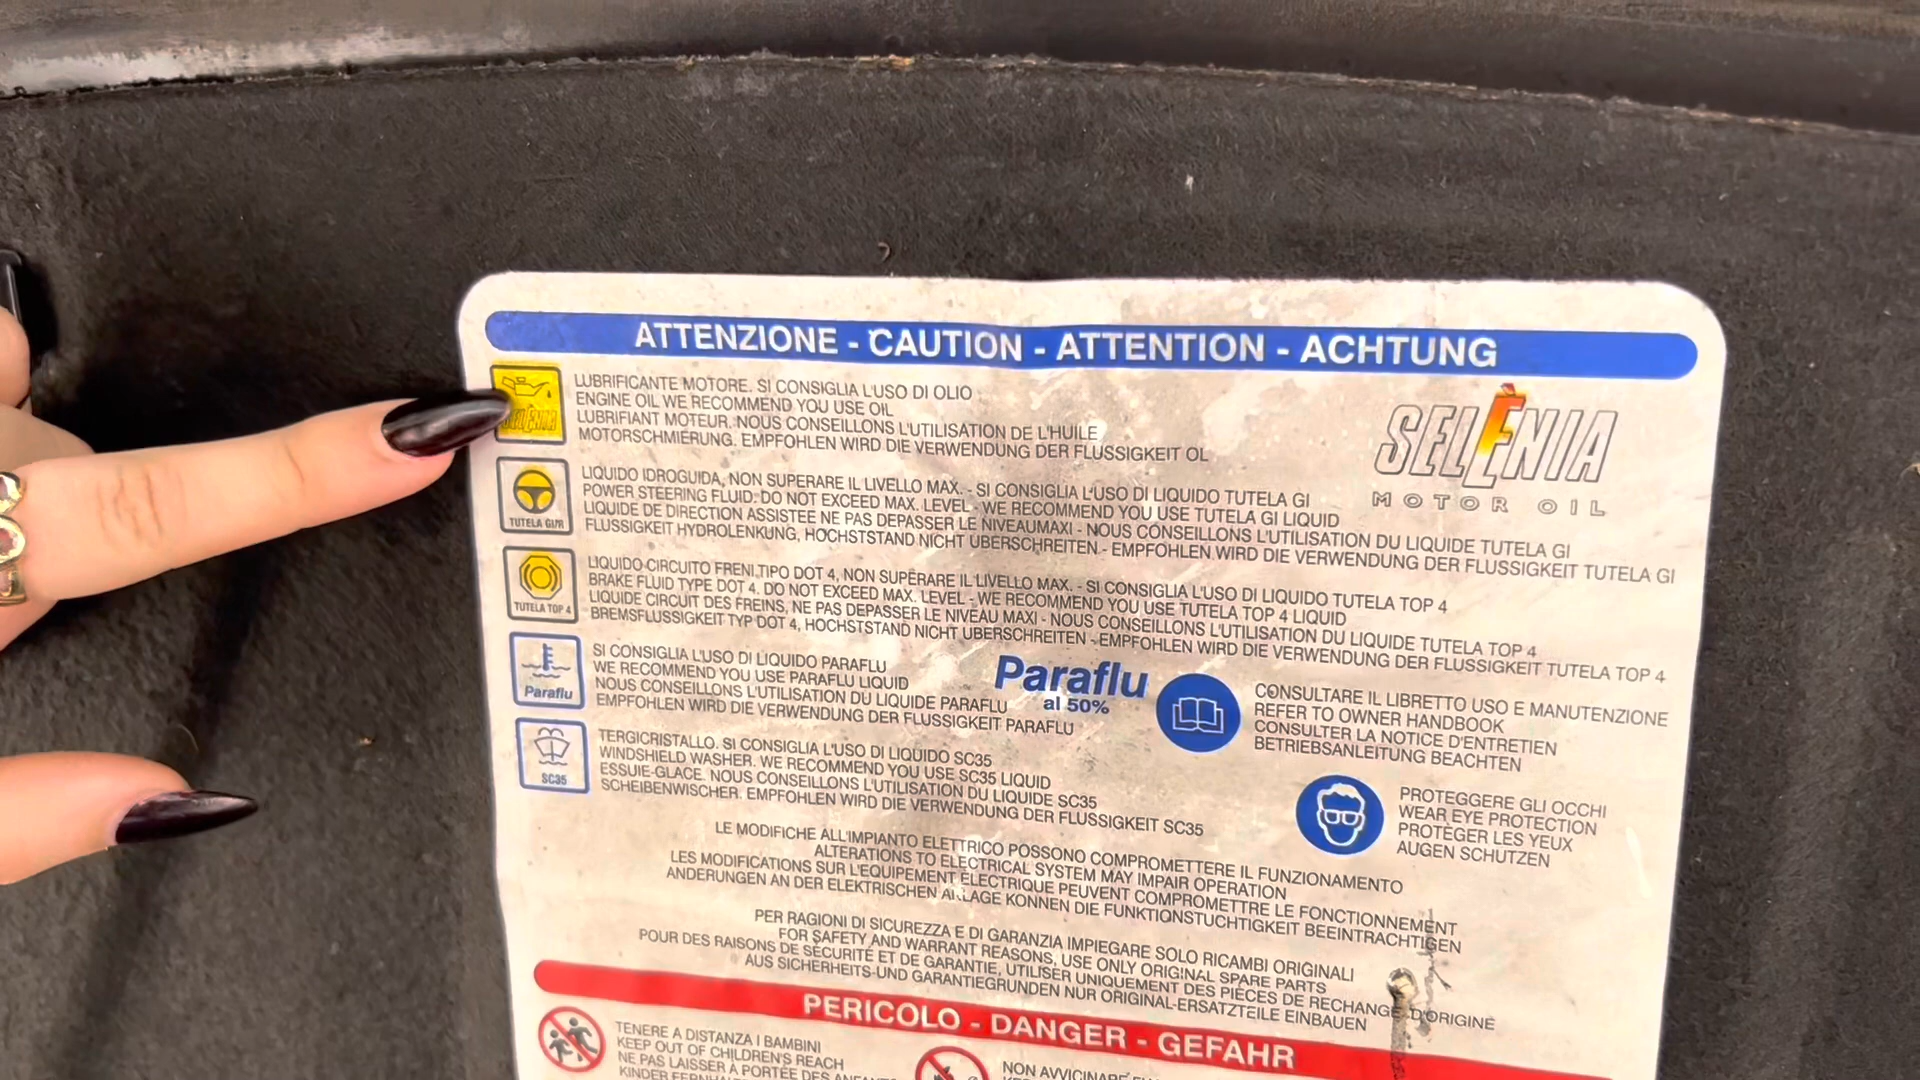 ATTENZIONE - CAUTION - ATTENTION - ACHTUNG
SELÈNIA
LUBRIFICANTE MOTORE. SI CONSIGLIA L'USO DI OLIO
ENGINE OIL WE RECOMMEND YOU USE OIL
LUBRIFIANT MOTEUR. NOUS CONSEILLONS L'UTILISATION DE L'HUILE
MOTORSCHMIERUNG. EMPFOHLEN WIRD DIE VERWENDUNG DER FLUSSIGKEIT OL
SELÈNIA
MOTOR OIL
TUTELA GI/R
LIQUIDO IDROGUIDA, NON SUPERARE IL LIVELLO MAX. - SI CONSIGLIA L'USO DI LIQUIDO TUTELA GI
POWER STEERING FLUID. DO NOT EXCEED MAX. LEVEL - WE RECOMMEND YOU USE TUTELA GI LIQUID
LIQUIDE DE DIRECTION ASSISTEE NE PAS DEPASSER LE NIVEAUMAXI - NOUS CONSEILLONS L'UTILISATION DU LIQUIDE TUTELA GI
FLUSSIGKEIT HYDROLENKUNG, HOCHSTSTAND NICHT UBERSCHREITEN - EMPFOHLEN WIRD DIE VERWENDUNG DER FLUSSIGKEIT TUTELA GI
TUTELA TOP 4
LIQUIDO CIRCUITO FRENI TIPO DOT 4, NON SUPERARE IL LIVELLO MAX. - SI CONSIGLIA L'USO DI LIQUIDO TUTELA TOP 4
BRAKE FLUID TYPE DOT 4. DO NOT EXCEED MAX. LEVEL - WE RECOMMEND YOU USE TUTELA TOP 4 LIQUID
LIQUIDE CIRCUIT DES FREINS, NE PAS DEPASSER LE NIVEAU MAXI - NOUS CONSEILLONS L'UTILISATION DU LIQUIDE TUTELA TOP 4
BREMSFLUSSIGKEIT TYP DOT 4, HOCHSTSTAND NICHT UBERSCHREITEN - EMPFOHLEN WIRD DIE VERWENDUNG DER FLUSSIGKEIT TUTELA TOP 4
Paraflu
SI CONSIGLIA L'USO DI LIQUIDO PARAFLU
WE RECOMMEND YOU USE PARAFLU LIQUID
NOUS CONSEILLONS L'UTILISATION DU LIQUIDE PARAFLU
EMPFOHLEN WIRD DIE VERWENDUNG DER FLUSSIGKEIT PARAFLU
Paraflu
al 50%
CONSULTARE IL LIBRETTO USO E MANUTENZIONE
REFER TO OWNER HANDBOOK
CONSULTER LA NOTICE D'ENTRETIEN
BETRIEBSANLEITUNG BEACHTEN
SC35
TERGICRISTALLO. SI CONSIGLIA L'USO DI LIQUIDO SC35
WINDSHIELD WASHER. WE RECOMMEND YOU USE SC35 LIQUID
ESSUIE-GLACE. NOUS CONSEILLONS L'UTILISATION DU LIQUIDE SC35
SCHEIBENWISCHER. EMPFOHLEN WIRD DIE VERWENDUNG DER FLUSSIGKEIT SC35
PROTEGGERE GLI OCCHI
WEAR EYE PROTECTION
PROTÉGER LES YEUX
AUGEN SCHUTZEN
LE MODIFICHE ALL'IMPIANTO ELETTRICO POSSONO COMPROMETTERE IL FUNZIONAMENTO
ALTERATIONS TO ELECTRICAL SYSTEM MAY IMPAIR OPERATION
LES MODIFICATIONS SUR L'EQUIPEMENT ELECTRIQUE PEUVENT COMPROMETTRE LE FONCTIONNEMENT
ANDERUNGEN AN DER ELEKTRISCHEN ANLAGE KONNEN DIE FUNKTIONSTUCHTIGKEIT BEEINTRACHTIGEN
PER RAGIONI DI SICUREZZA E DI GARANZIA IMPIEGARE SOLO RICAMBI ORIGINALI
FOR SAFETY AND WARRANT REASONS, USE ONLY ORIGINAL SPARE PARTS
POUR DES RAISONS DE SÉCURITÉ ET DE GARANTIE, UTILISER UNIQUEMENT DES PIÈCES DE RECHANGE D'ORIGINE
AUS SICHERHEITS-UND GARANTIEGRUNDEN NUR ORIGINAL-ERSATZTEILE EINBAUEN
PERICOLO - DANGER - GEFAHR
TENERE A DISTANZA I BAMBINI
KEEP OUT OF CHILDREN'S REACH
NE PAS LAISSER À PORTÉE DES
KINDER
NON AVVICINARE